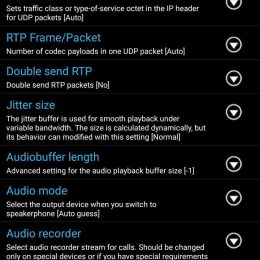 Sets traffic class or type-of-service octet in the IP header
for UDP packets [Auto]
RTP Frame/Packet
Number of codec payloads in one UDP packet [Auto]
Double send RTP
Double send RTP packets [No]
Jitter size
The jitter buffer is used for smooth playback under
variable bandwidth. The size is calculated dynamically, but
its behavior can modified with this setting [Normal]
Audiobuffer length
Advanced setting for the audio playback buffer size [-1]
Audio mode
Select the output device when you switch to
speakerphone [Auto guess]
Audio recorder
Select audio recorder stream for calls. Should be changed
only on special devices or if you have special requirements